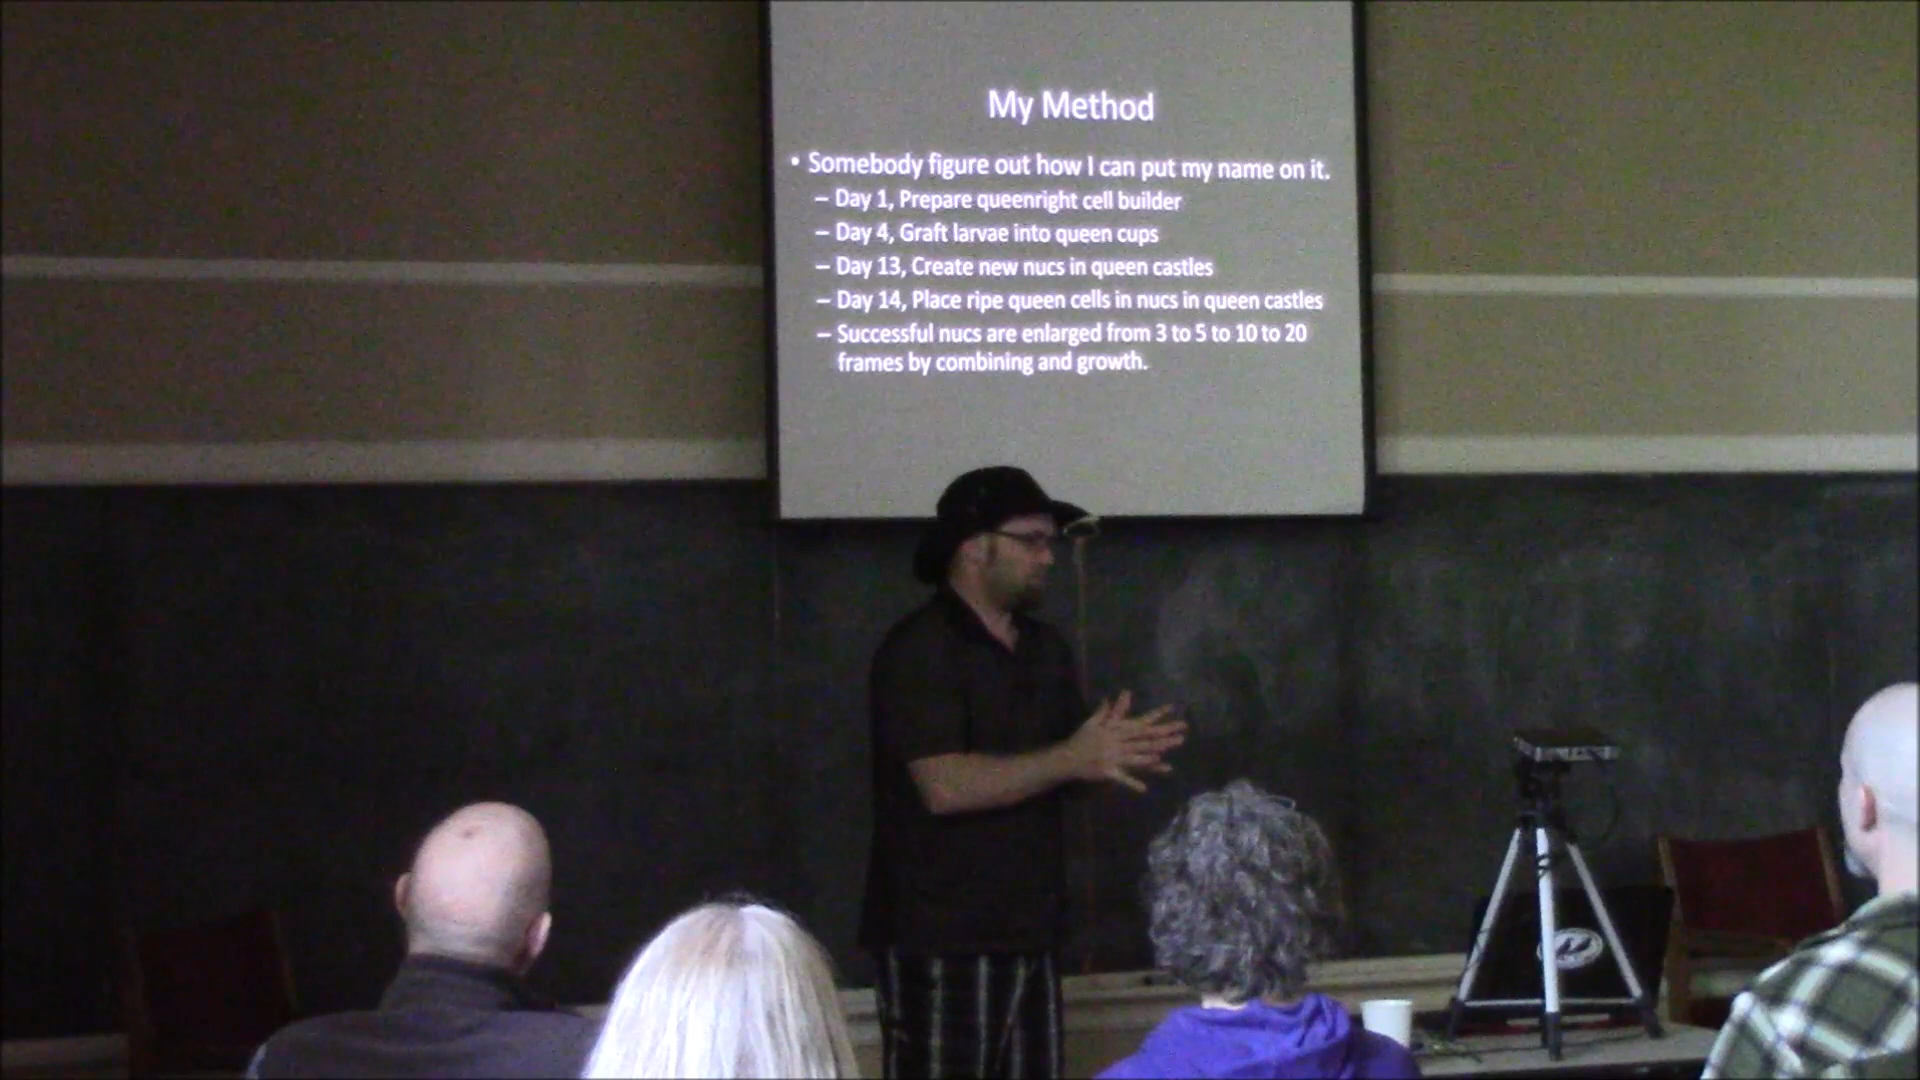 My Method
• Somebody figure out how I can put my name on it.
– Day 1, Prepare queenright cell builder
– Day 4, Graft larvae into queen cups
– Day 13, Create new nucs in queen castles
– Day 14, Place ripe queen cells in nucs in queen castles
– Successful nucs are enlarged from 3 to 5 to 10 to 20
frames by combining and growth.